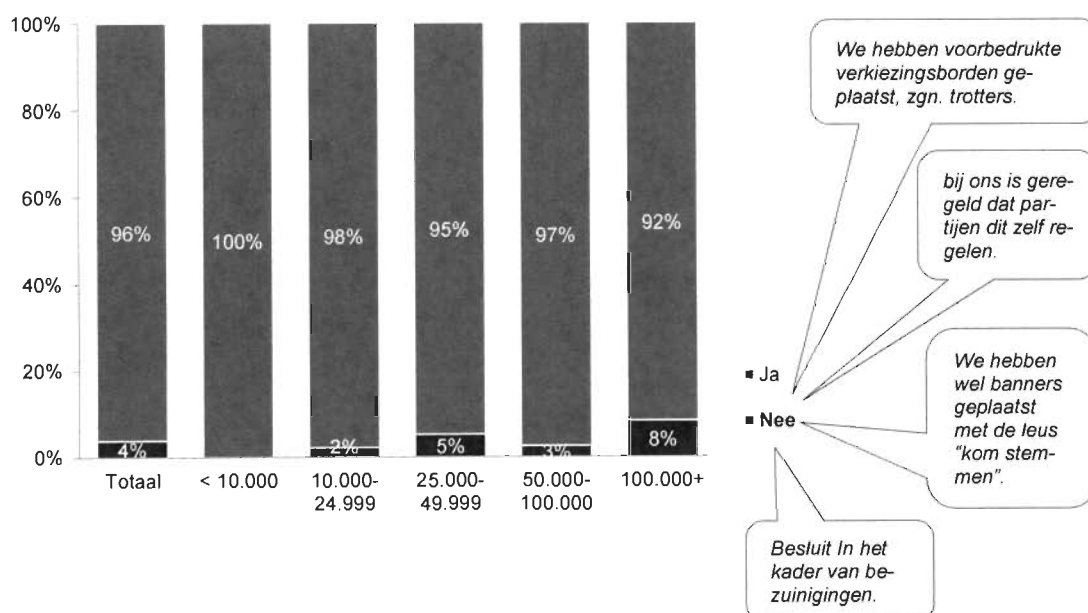 100%
80%
60%
40%
20%
0%
96%
100%
98%
95%
97%
92%
4%
2%
5%
3%
8%
Totaal
< 10.000
10.000-
24.999
25.000-
49.999
50.000-
100.000
100.000+
Ja
Nee
We hebben voorbedrukte
verkiezingsborden ge-
plaatst, zgn. trotters.
bij ons is gere-
geld dat par-
tijen dit zelf re-
gelen.
We hebben
wel banners
geplaatst
met de leus
"kom stem-
men".
Besluit In het
kader van be-
zuinigingen.